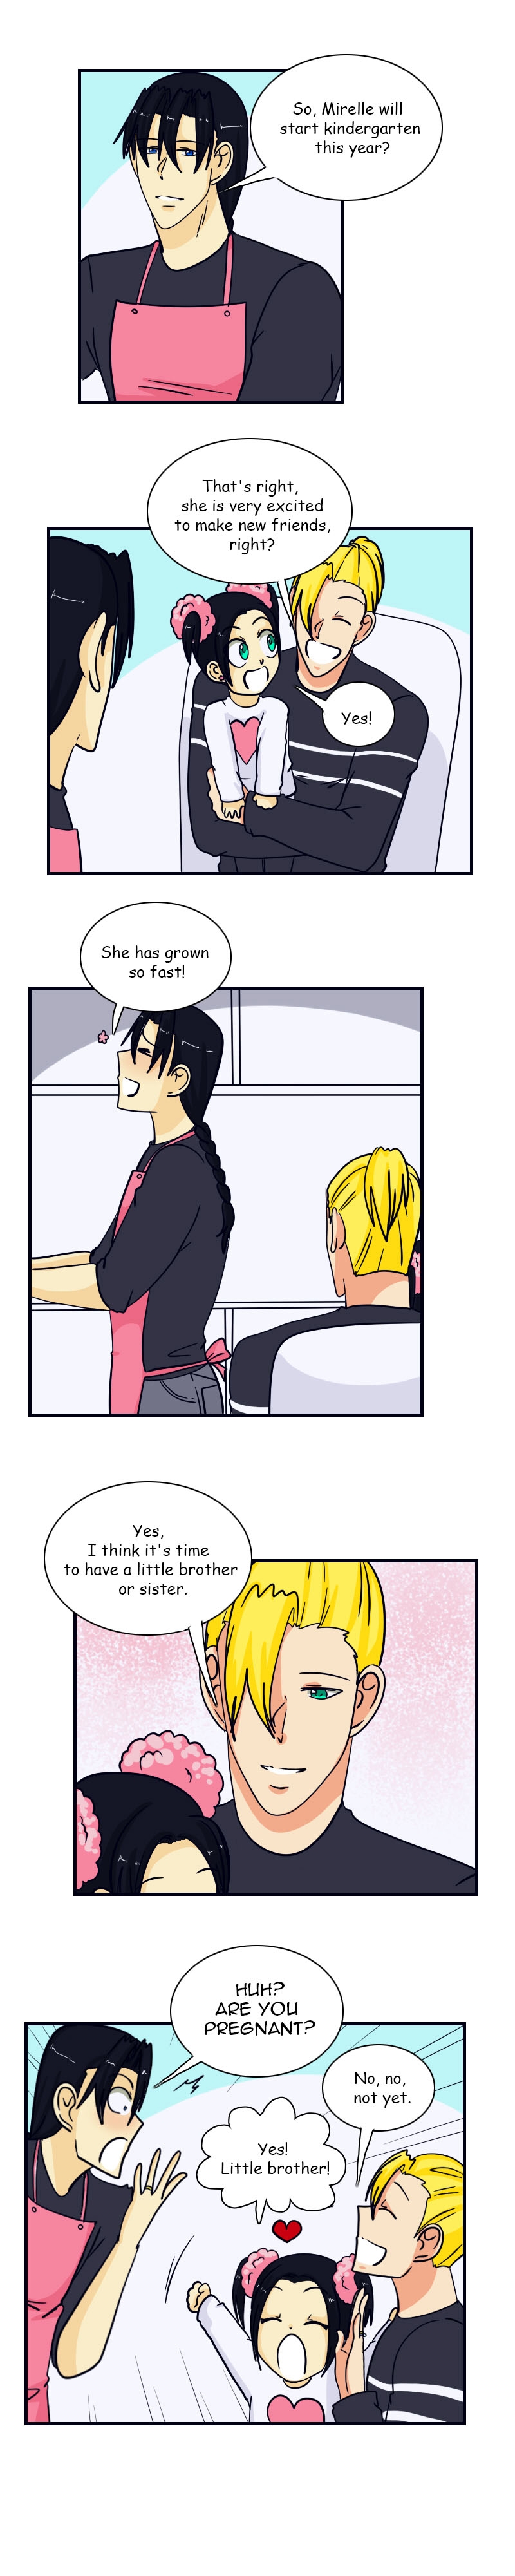 So, Mirelle will
start kindergarten
this year?
That's right,
she is very excited
to make new friends,
right?
Yes!
She has grown
so fast!
Yes,
I think it's time
to have a little brother
or sister.
HUH?
ARE YOU
PREGNANT?
No, no,
not yet.
Yes!
Little brother!